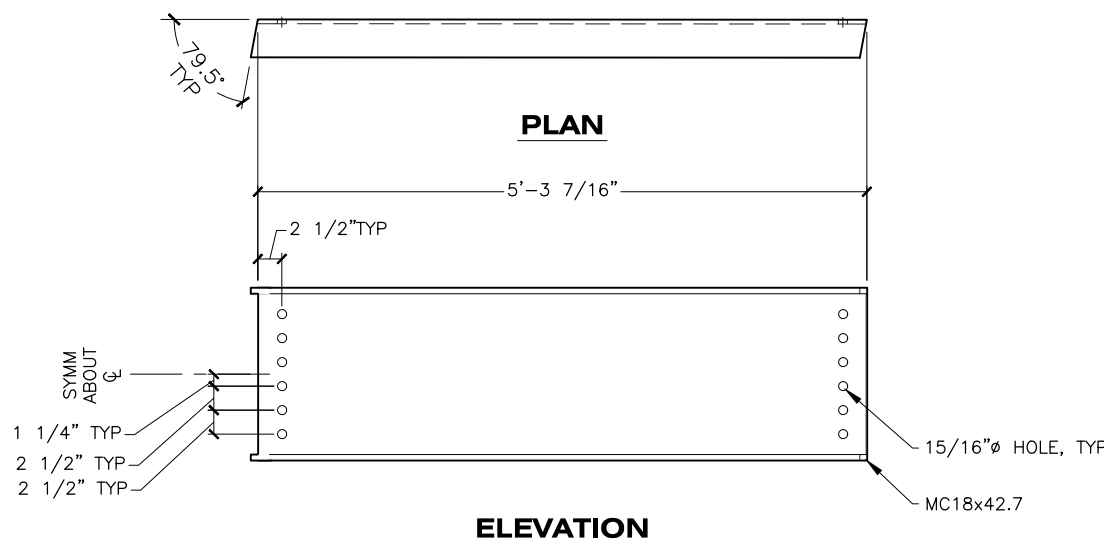 79.5°
TYP
PLAN
5'-3 7/16"
2 1/2"TYP
SYMM
ABOUT
℄
1 1/4" TYP
2 1/2" TYP
2 1/2" TYP
15/16"ø HOLE, TYP
MC18x42.7
ELEVATION